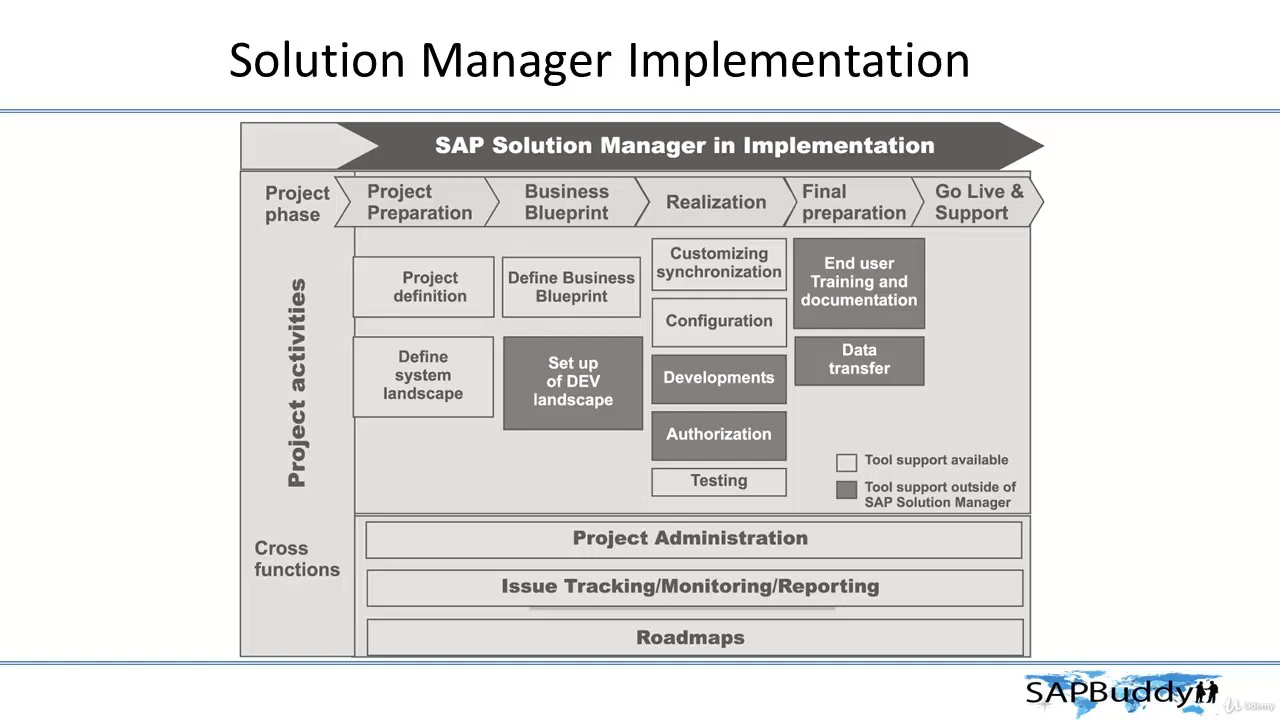 Solution Manager Implementation
SAP Solution Manager in Implementation
Project
phase
Project
Preparation
Business
Blueprint
Realization
Final
preparation
Go Live &
Support
Project activities
Project
definition
Define
system
landscape
Define Business
Blueprint
Set up
of DEV
landscape
Customizing
synchronization
Configuration
Developments
Authorization
Testing
End user
Training and
documentation
Data
transfer
Tool support available
Tool support outside of
SAP Solution Manager
Cross
functions
Project Administration
Issue Tracking/Monitoring/Reporting
Roadmaps
SAPBuddy
Udemy